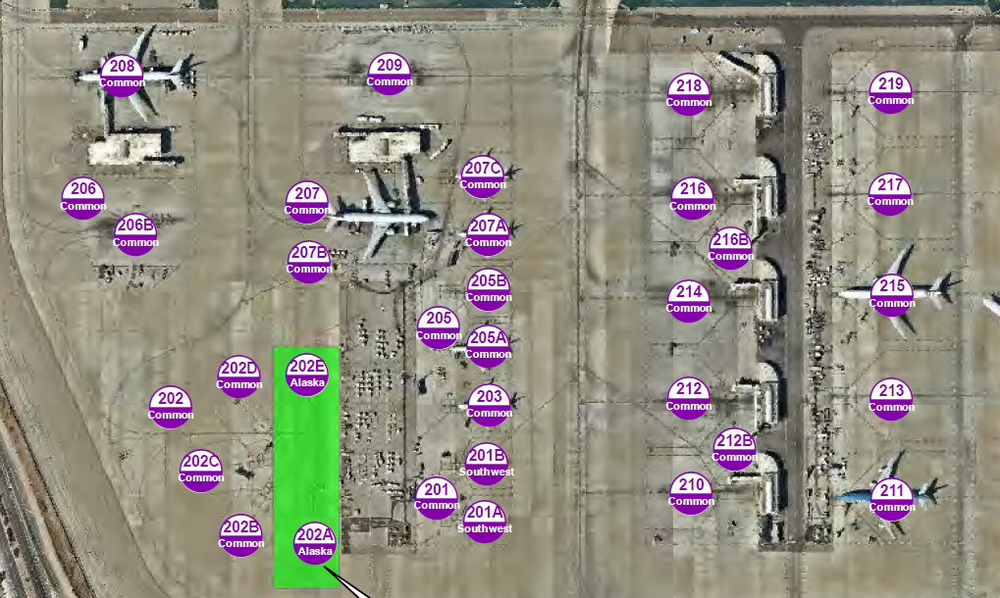 208
Common
209
Common
218
Common
219
Common
206
Common
206B
Common
207
Common
207C
Common
207A
Common
207B
Common
216
Common
217
Common
216B
Common
205B
Common
205
Common
205A
Common
214
Common
215
Common
202D
Common
202E
Alaska
202
Common
203
Common
212
Common
213
Common
202C
Common
201B
Southwest
212B
Common
201
Common
201A
Southwest
210
Common
211
Common
202B
Common
202A
Alaska